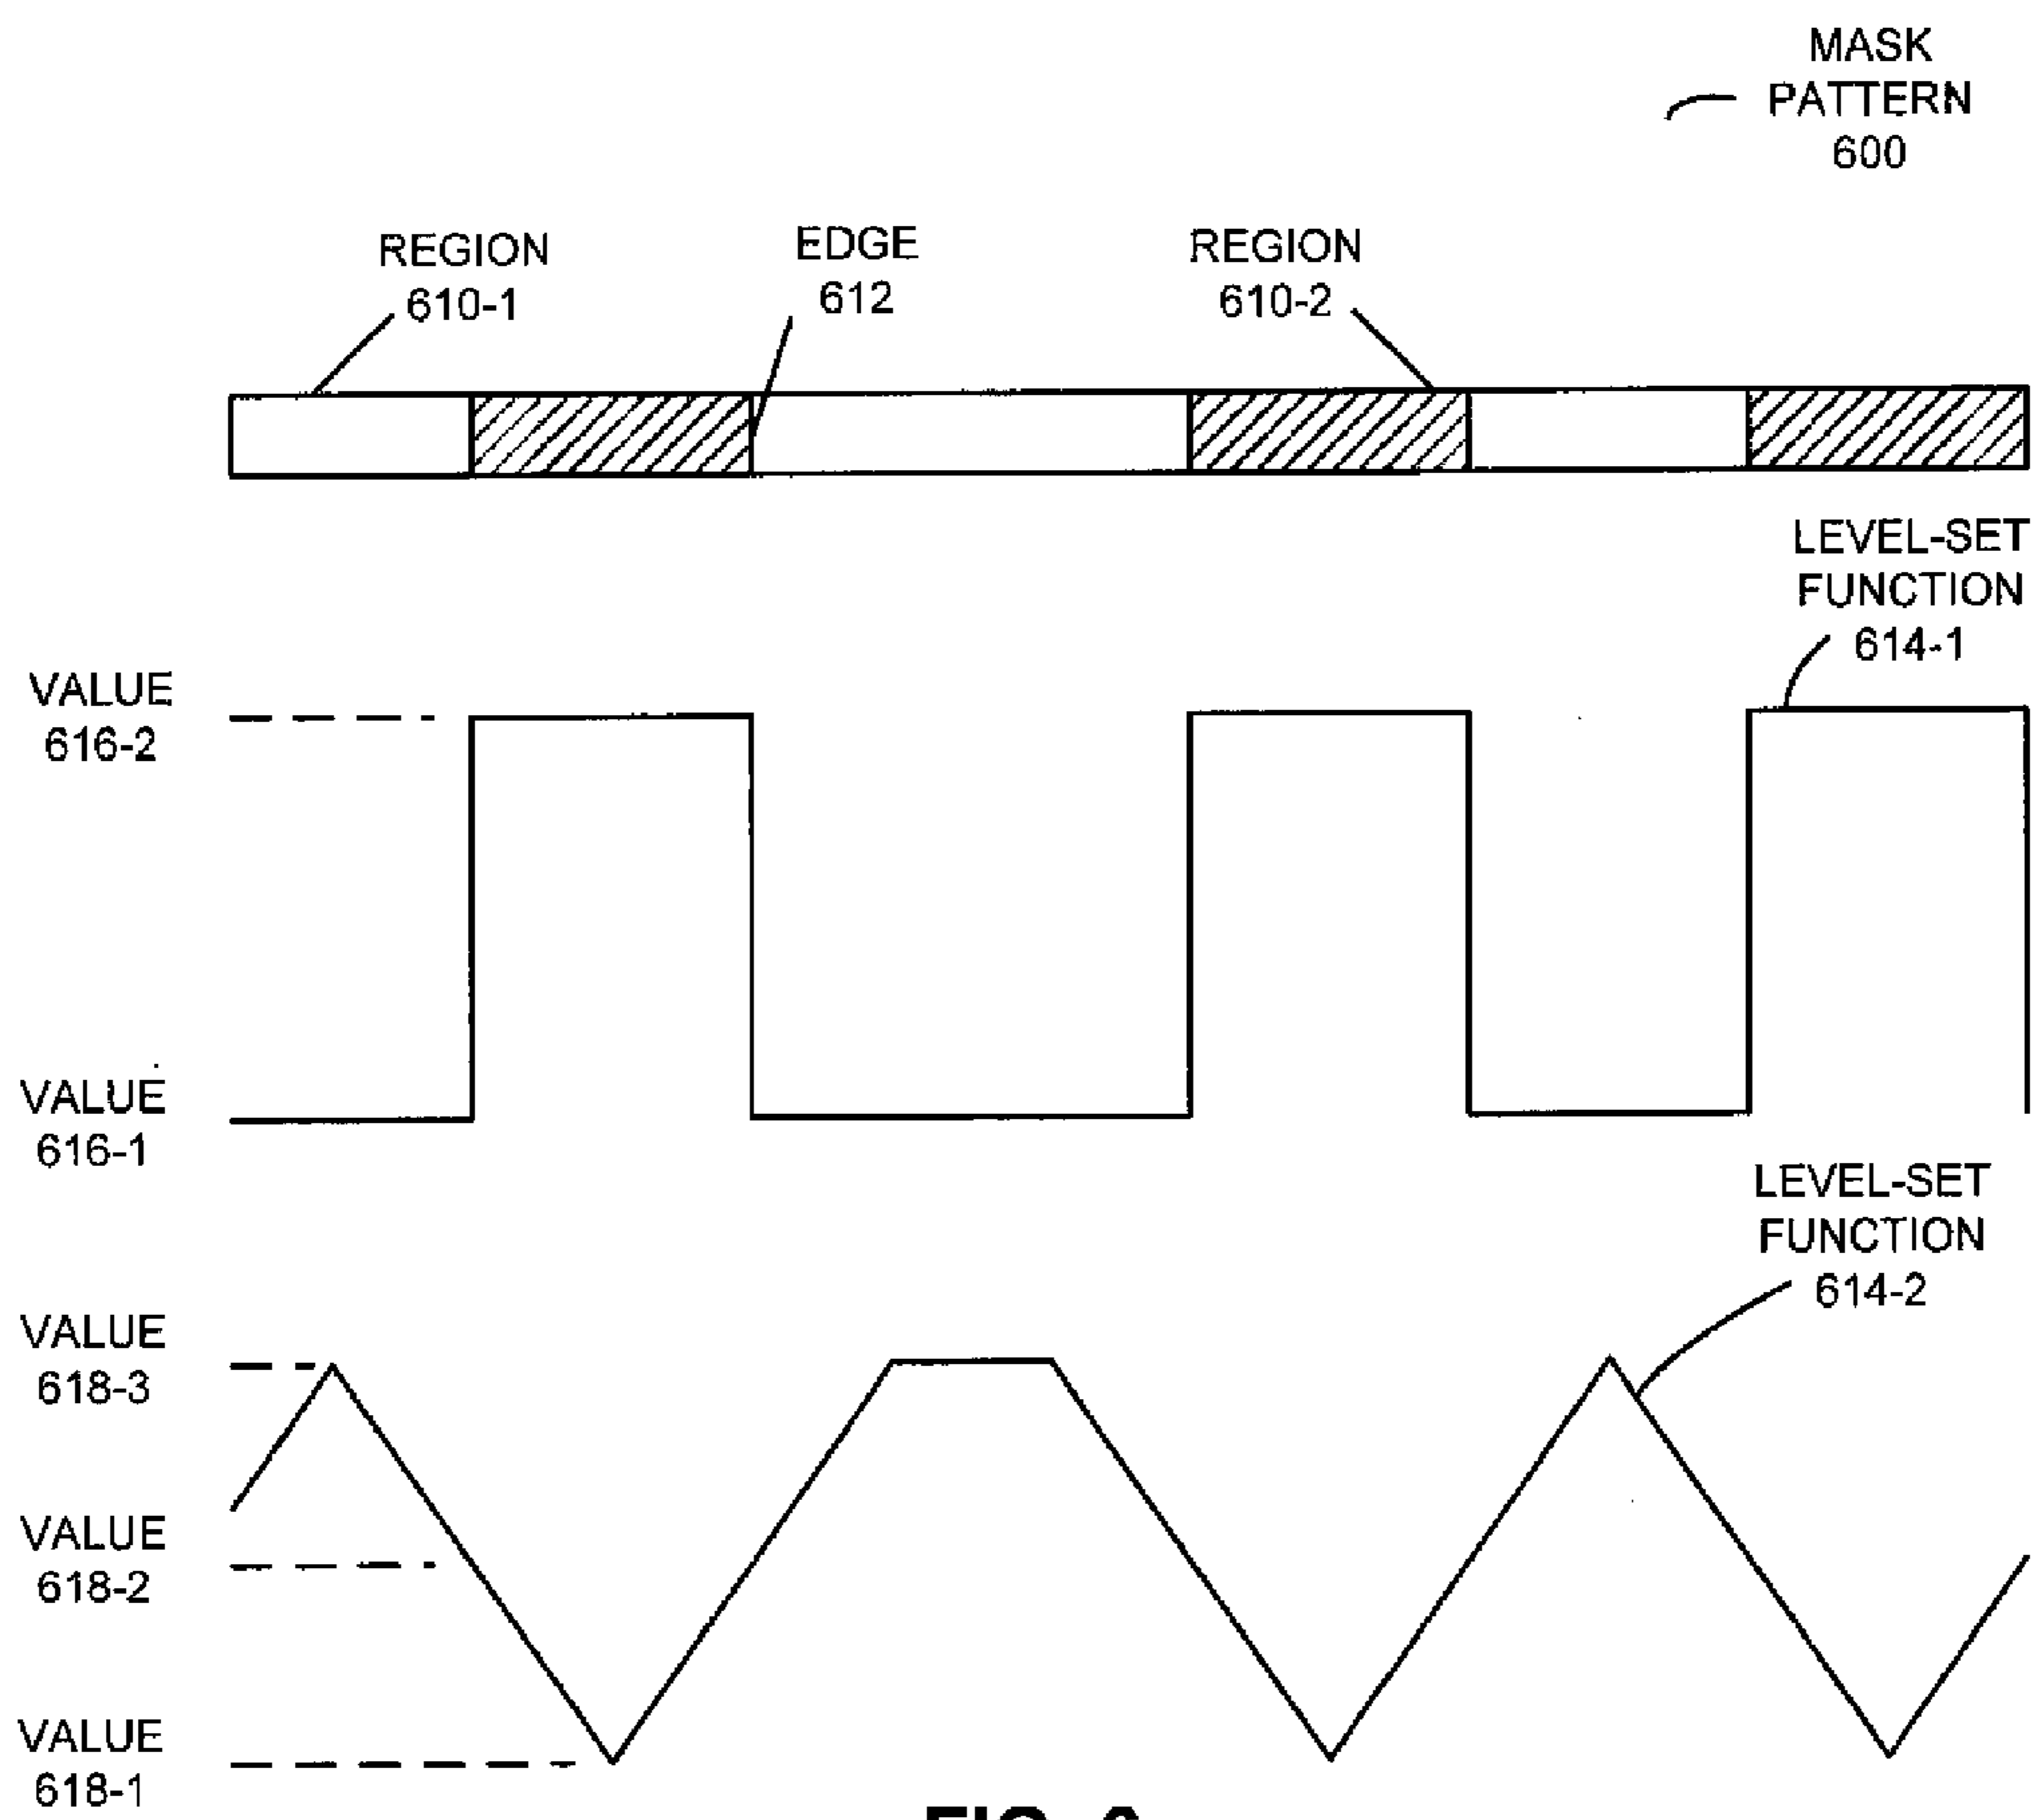 MASK
PATTERN
600
REGION
610-1
EDGE
612
REGION
610-2
LEVEL-SET
FUNCTION
614-1
VALUE
616-2
VALUE
616-1
LEVEL-SET
FUNCTION
614-2
VALUE
618-3
VALUE
618-2
VALUE
618-1